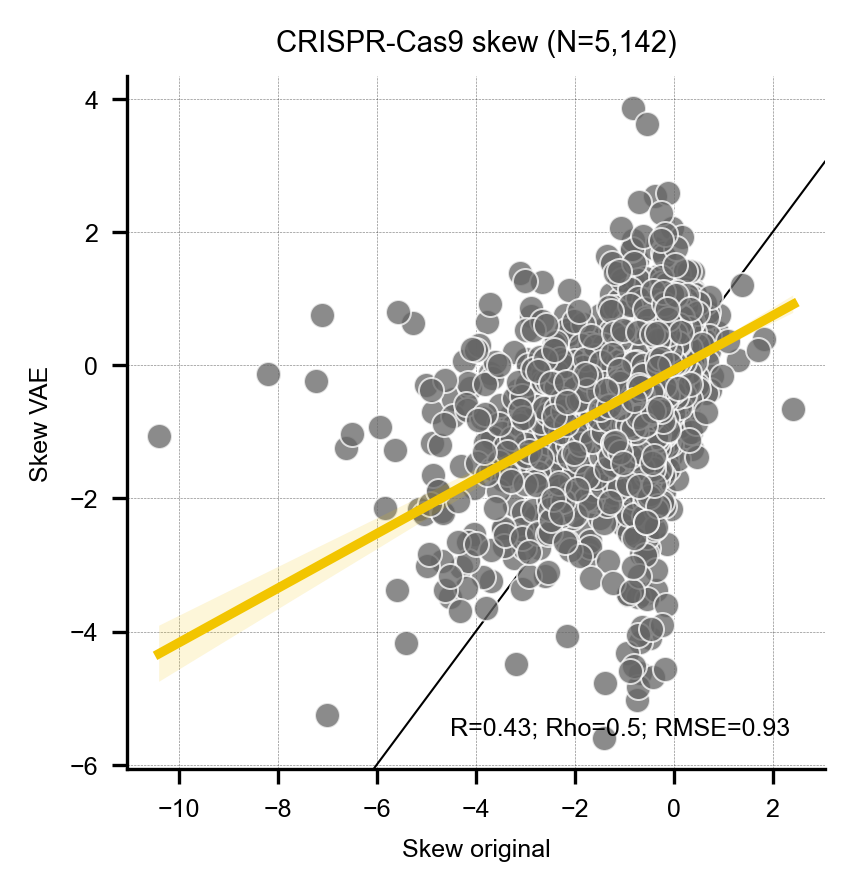 CRISPR-Cas9 skew (N=5,142)
4
2
0
−2
−4
−6
Skew VAE
R=0.43; Rho=0.5; RMSE=0.93
−10 −8 −6 −4 −2 0 2
Skew original